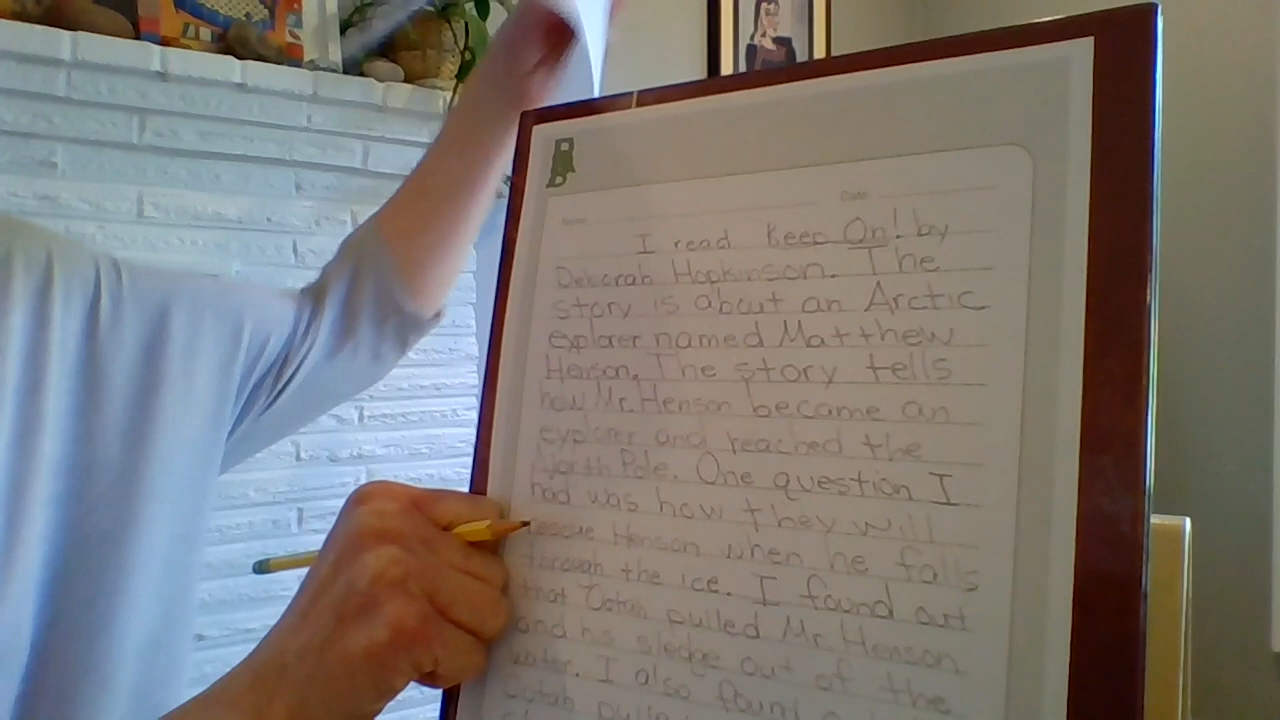 Date
I read Keep On! by
Deborah Hopkinson. The
story is about an Arctic
explorer named Matthew
Henson. The story tells
how Mr. Henson became an
explorer and reached the
North Pole. One question I
had was how they will
rescue Henson when he falls
through the ice. I found out
that Ootah pulled Mr. Henson
and his sledge out of the
water. I also found
Ootah